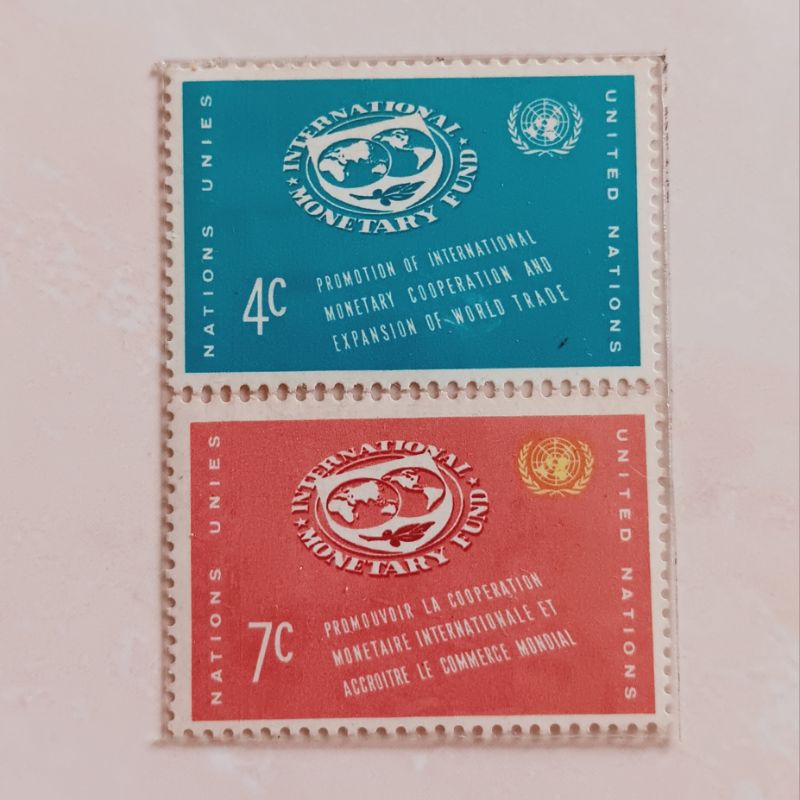 NATIONS UNIES
INTERNATIONAL
MONETARY FUND
UNITED NATIONS
4c
PROMOTION OF INTERNATIONAL
MONETARY COOPERATION AND
EXPANSION OF WORLD TRADE
NATIONS UNIES
INTERNATIONAL
MONETARY FUND
UNITED NATIONS
7c
PROMOUVOIR LA COOPERATION
MONETAIRE INTERNATIONALE ET
ACCROITRE LE COMMERCE MONDIAL